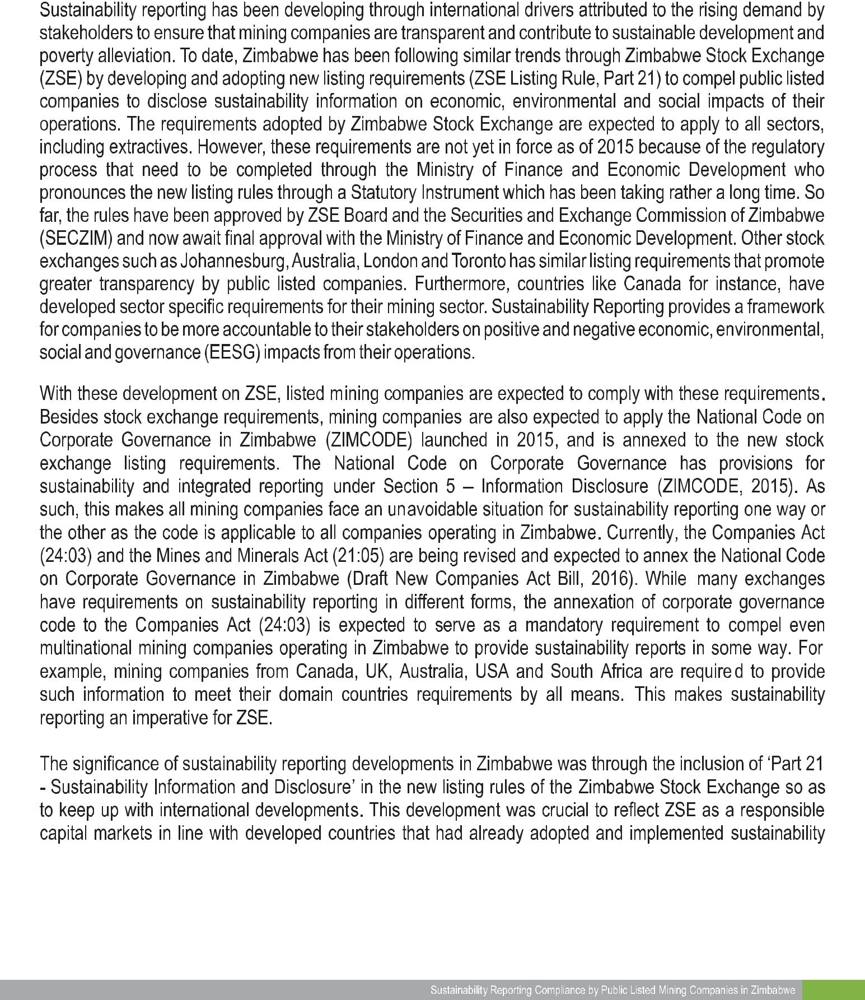 Sustainability reporting has been developing through international drivers attributed to the rising demand by
stakeholders to ensure that mining companies are transparent and contribute to sustainable development and
poverty alleviation. To date, Zimbabwe has been following similar trends through Zimbabwe Stock Exchange
(ZSE) by developing and adopting new listing requirements (ZSE Listing Rule, Part 21) to compel public listed
companies to disclose sustainability information on economic, environmental and social impacts of their
operations. The requirements adopted by Zimbabwe Stock Exchange are expected to apply to all sectors,
including extractives. However, these requirements are not yet in force as of 2015 because of the regulatory
process that need to be completed through the Ministry of Finance and Economic Development who
pronounces the new listing rules through a Statutory Instrument which has been taking rather a long time. So
far, the rules have been approved by ZSE Board and the Securities and Exchange Commission of Zimbabwe
(SECZIM) and now await final approval with the Ministry of Finance and Economic Development. Other stock
exchanges such as Johannesburg, Australia, London and Toronto has similar listing requirements that promote
greater transparency by public listed companies. Furthermore, countries like Canada for instance, have
developed sector specific requirements for their mining sector. Sustainability Reporting provides a framework
for companies to be more accountable to their stakeholders on positive and negative economic, environmental,
social and governance (EESG) impacts from their operations.
With these development on ZSE, listed mining companies are expected to comply with these requirements.
Besides stock exchange requirements, mining companies are also expected to apply the National Code on
Corporate Governance in Zimbabwe (ZIMCODE) launched in 2015, and is annexed to the new stock
exchange listing requirements. The National Code on Corporate Governance has provisions for
sustainability and integrated reporting under Section 5 – Information Disclosure (ZIMCODE, 2015). As
such, this makes all mining companies face an unavoidable situation for sustainability reporting one way or
the other as the code is applicable to all companies operating in Zimbabwe. Currently, the Companies Act
(24:03) and the Mines and Minerals Act (21:05) are being revised and expected to annex the National Code
on Corporate Governance in Zimbabwe (Draft New Companies Act Bill, 2016). While many exchanges
have requirements on sustainability reporting in different forms, the annexation of corporate governance
code to the Companies Act (24:03) is expected to serve as a mandatory requirement to compel even
multinational mining companies operating in Zimbabwe to provide sustainability reports in some way. For
example, mining companies from Canada, UK, Australia, USA and South Africa are required to provide
such information to meet their domain countries requirements by all means. This makes sustainability
reporting an imperative for ZSE.
The significance of sustainability reporting developments in Zimbabwe was through the inclusion of ‘Part 21
- Sustainability Information and Disclosure’ in the new listing rules of the Zimbabwe Stock Exchange so as
to keep up with international developments. This development was crucial to reflect ZSE as a responsible
capital markets in line with developed countries that had already adopted and implemented sustainability
Sustainability Reporting Compliance by Public Listed Mining Companies in Zimbabwe